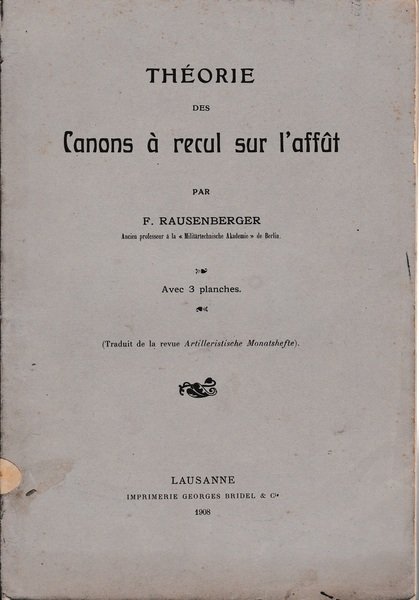 THÉORIE
DES
Canons à recul sur l'affût
PAR
F. RAUSENBERGER
Ancien professeur à la « Militärtechnische Akademie » de Berlin.
Avec 3 planches.
(Traduit de la revue Artilleristische Monatshefte).
LAUSANNE
IMPRIMERIE GEORGES BRIDEL & Cie
1908